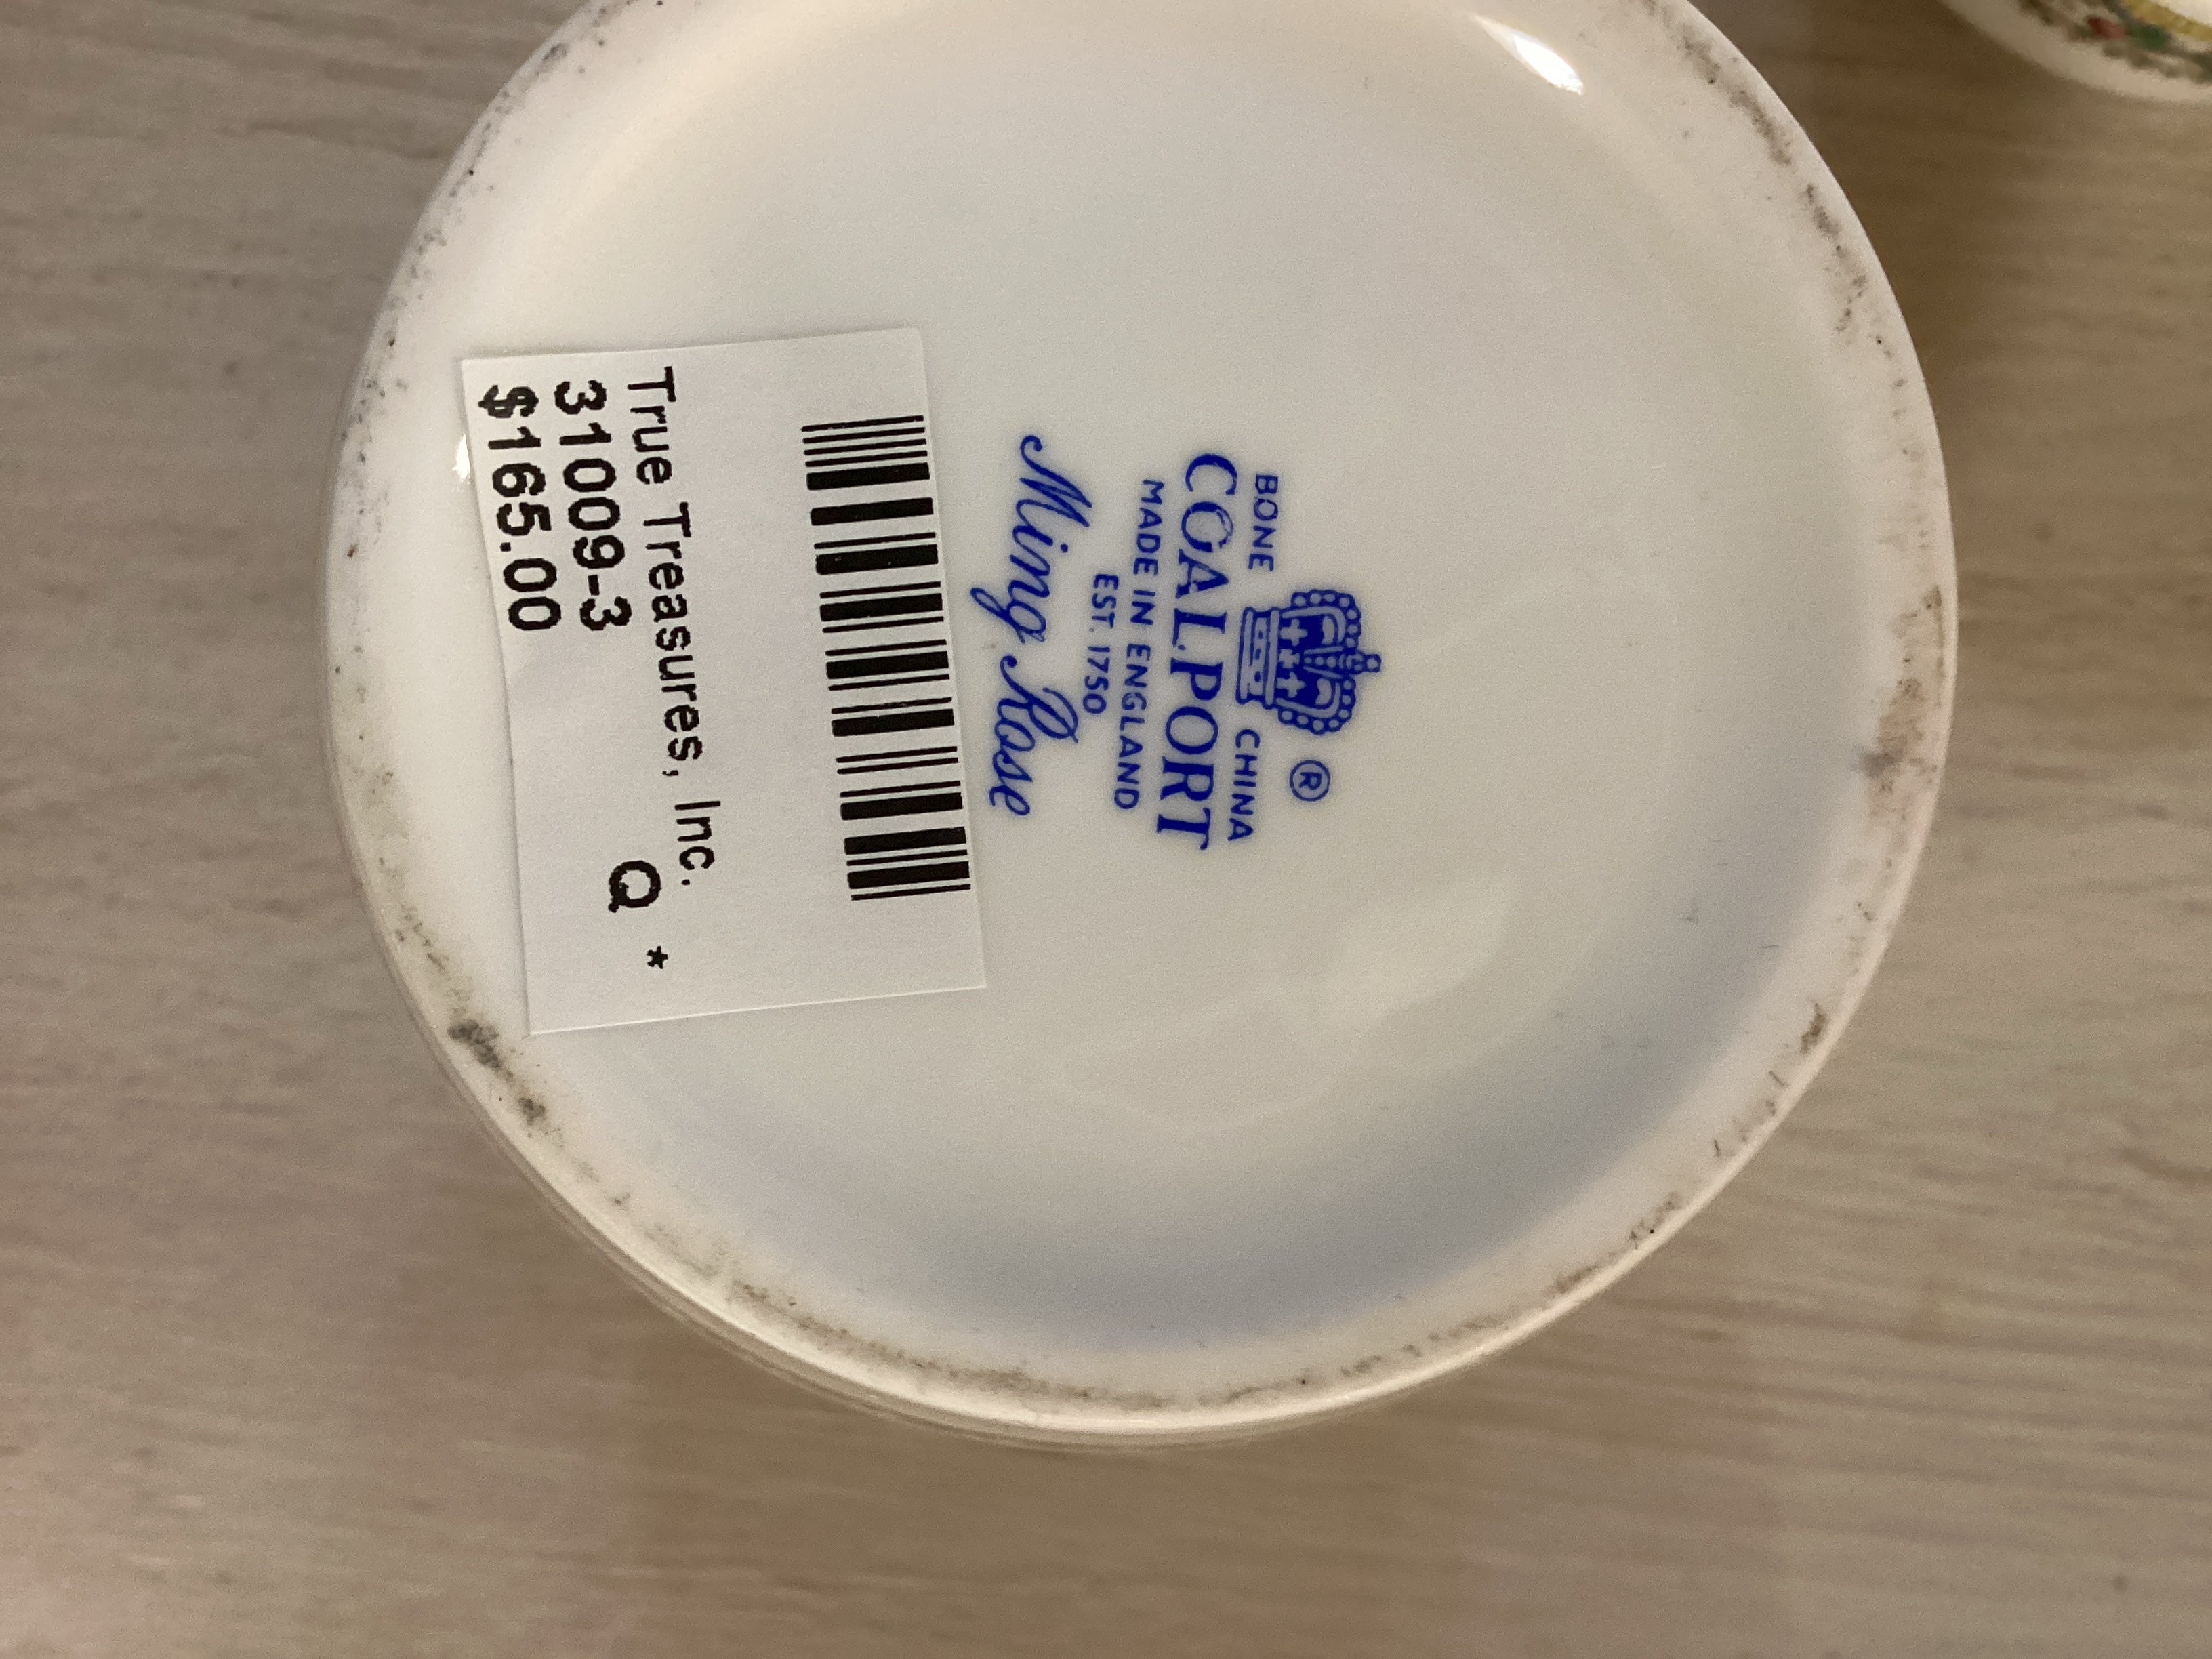 ®
BONE CHINA
COALPORT
MADE IN ENGLAND
EST. 1750
Ming Rose
True Treasures, Inc.
31009-3 Q *
$165.00